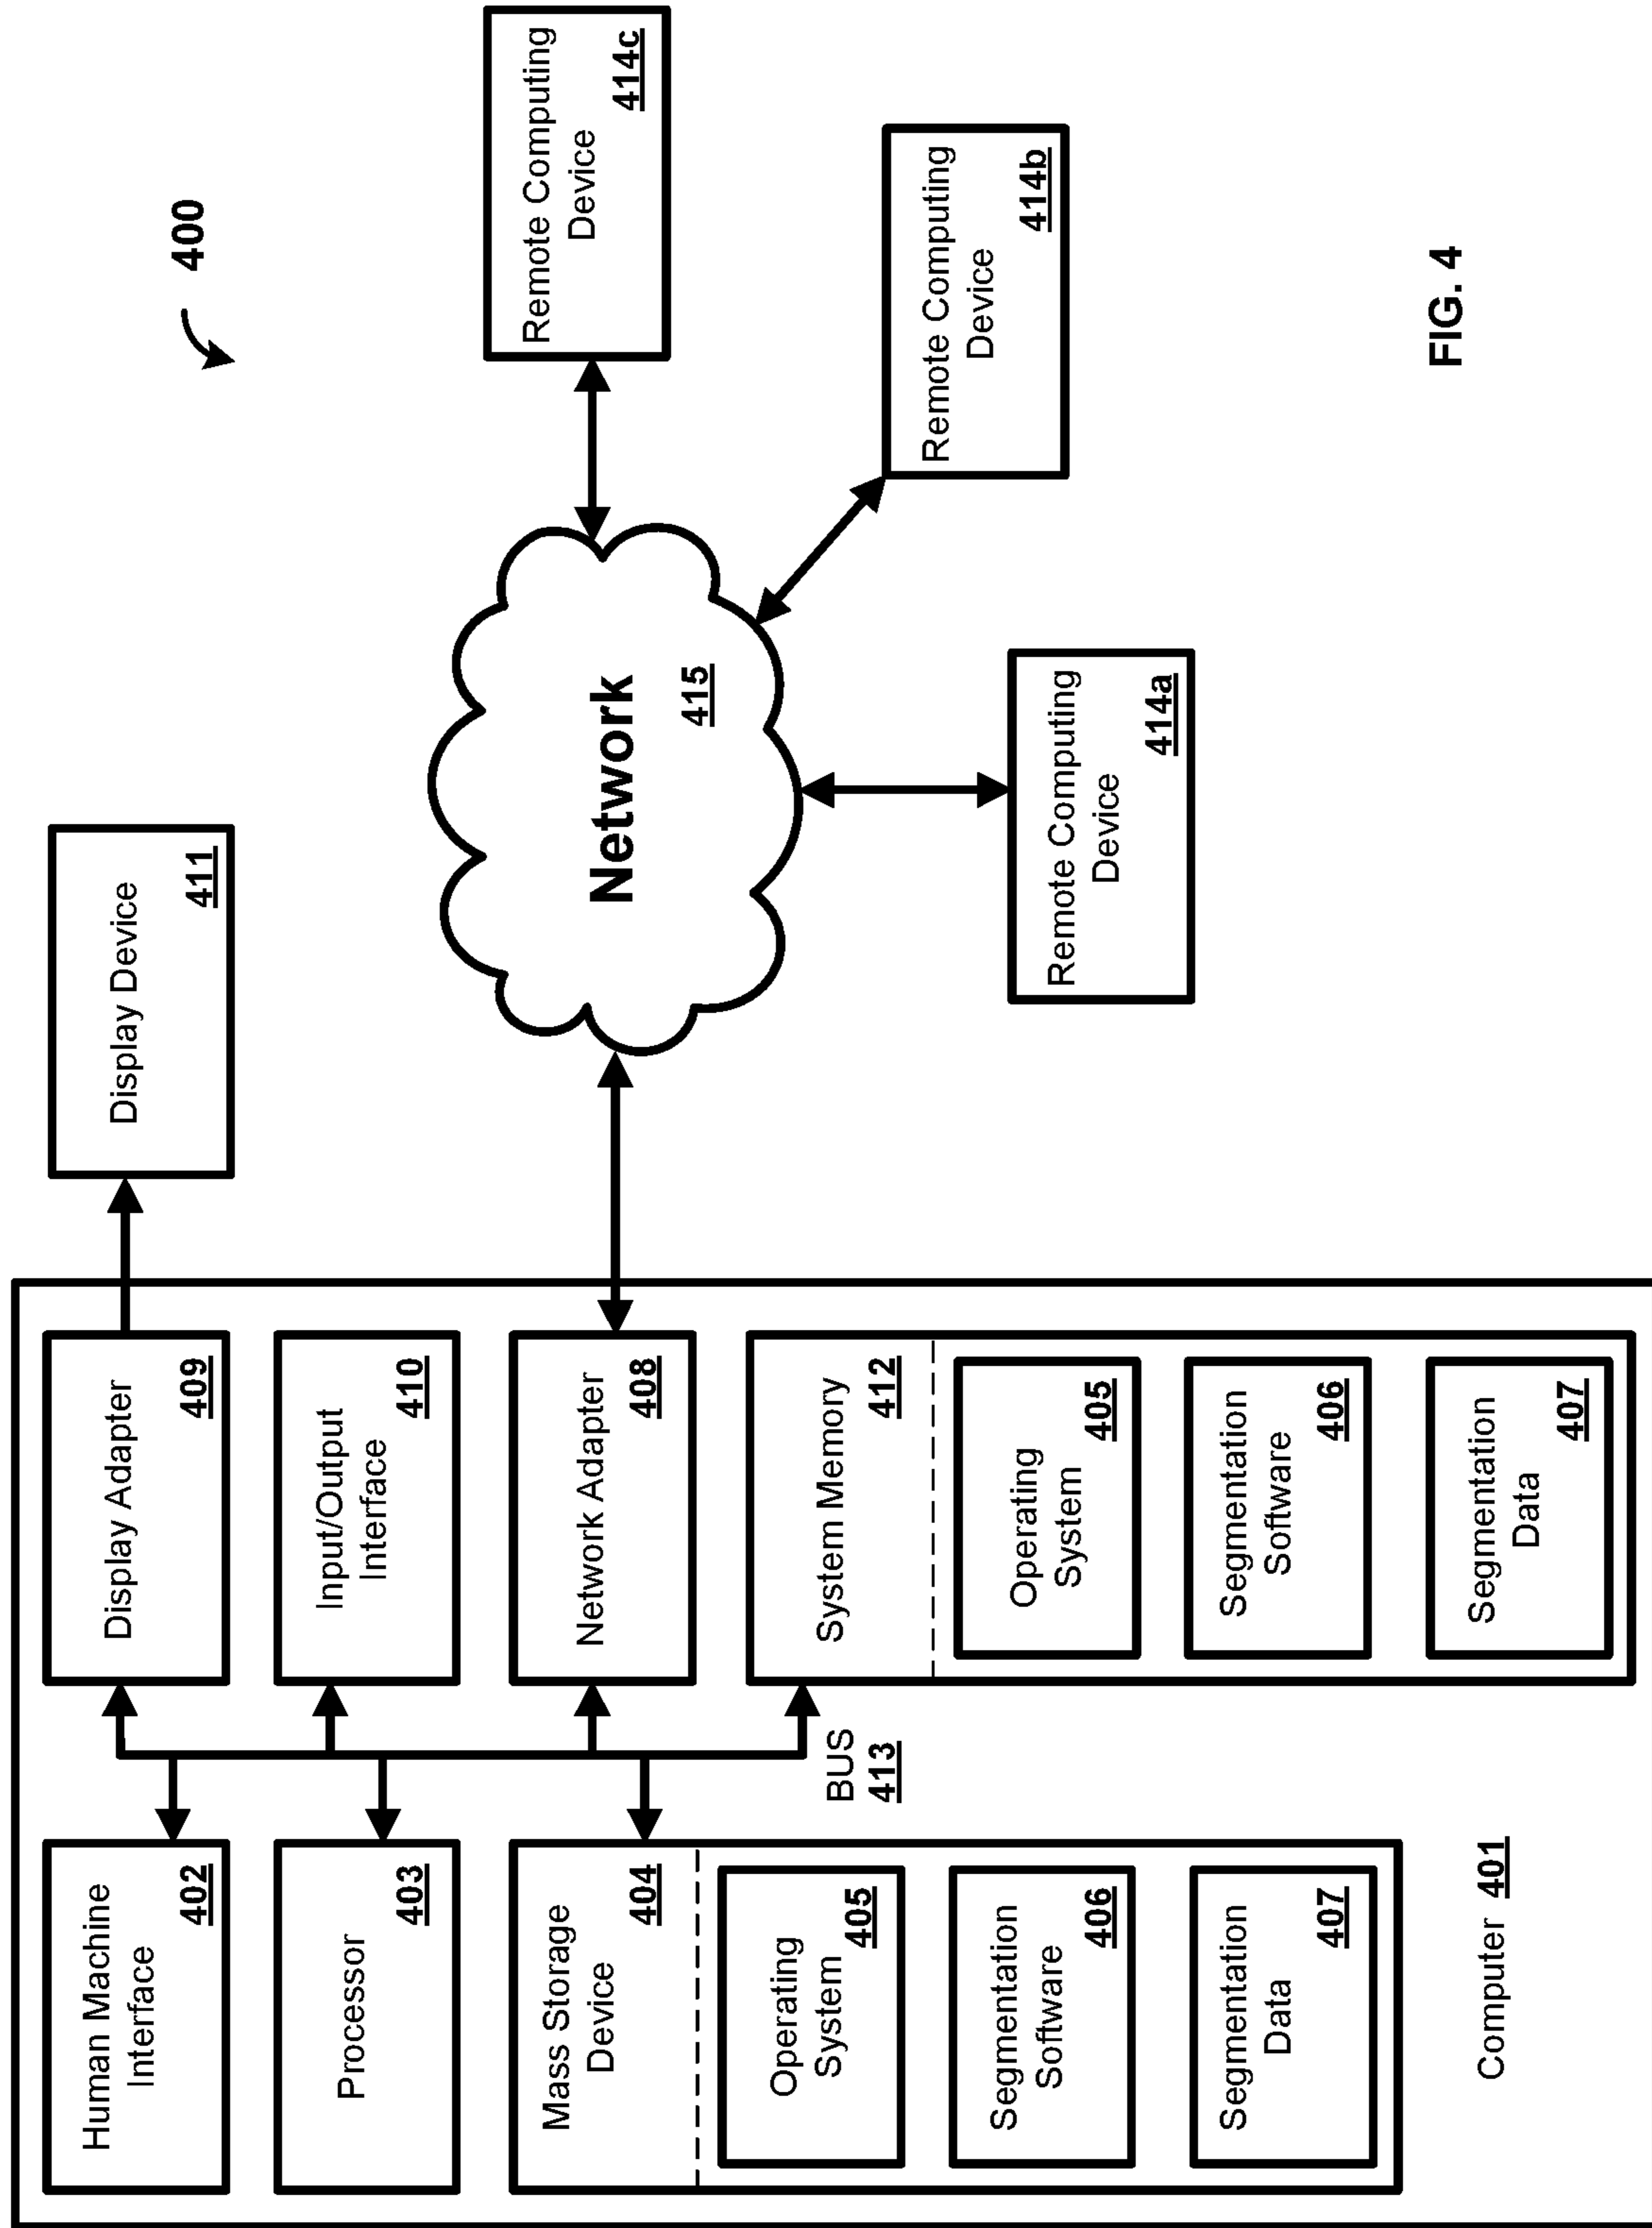 400
Human Machine
Interface
402
Processor
403
Mass Storage
Device
404
Operating
System
405
Segmentation
Software
406
Segmentation
Data
407
Computer 401
BUS
413
Display Adapter
409
Input/Output
Interface
410
Network Adapter
408
System Memory
412
Operating
System
405
Segmentation
Software
406
Segmentation
Data
407
Display Device
411
Network
415
Remote Computing
Device
414a
Remote Computing
Device
414b
Remote Computing
Device
414c
FIG. 4